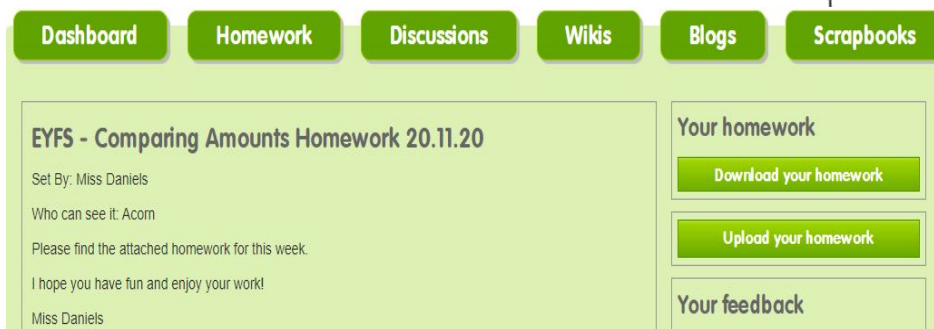 Dashboard Homework Discussions Wikis Blogs Scrapbooks
EYFS - Comparing Amounts Homework 20.11.20
Set By: Miss Daniels
Who can see it: Acorn
Please find the attached homework for this week.
I hope you have fun and enjoy your work!
Miss Daniels
Your homework
Download your homework
Upload your homework
Your feedback